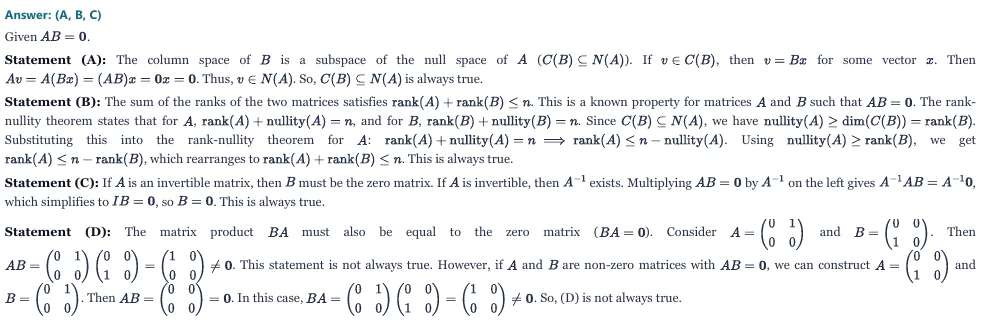 Answer: (A, B, C)
Given AB = 0.
Statement (A): The column space of B is a subspace of the null space of A (C(B) ⊆ N(A)). If v ∈ C(B), then v = Bx for some vector x. Then
Av = A(Bx) = (AB)x = 0x = 0. Thus, v ∈ N(A). So, C(B) ⊆ N(A) is always true.
Statement (B): The sum of the ranks of the two matrices satisfies rank(A) + rank(B) ≤ n. This is a known property for matrices A and B such that AB = 0. The rank-
nullity theorem states that for A, rank(A) + nullity(A) = n, and for B, rank(B) + nullity(B) = n. Since C(B) ⊆ N(A), we have nullity(A) ≥ dim(C(B)) = rank(B).
Substituting this into the rank-nullity theorem for A: rank(A) + nullity(A) = n ⟹ rank(A) ≤ n − nullity(A). Using nullity(A) ≥ rank(B), we get
rank(A) ≤ n − rank(B), which rearranges to rank(A) + rank(B) ≤ n. This is always true.
Statement (C): If A is an invertible matrix, then B must be the zero matrix. If A is invertible, then A⁻¹ exists. Multiplying AB = 0 by A⁻¹ on the left gives A⁻¹AB = A⁻¹0,
which simplifies to IB = 0, so B = 0. This is always true.
Statement (D): The matrix product BA must also be equal to the zero matrix (BA = 0). Consider A = (0 1; 0 0) and B = (0 0; 1 0). Then
AB = (0 1; 0 0)(0 0; 1 0) = (1 0; 0 0) ≠ 0. This statement is not always true. However, if A and B are non-zero matrices with AB = 0, we can construct A = (0 0; 1 0) and
B = (0 1; 0 0). Then AB = (0 0; 0 0) = 0. In this case, BA = (0 1; 0 0)(0 0; 1 0) = (1 0; 0 0) ≠ 0. So, (D) is not always true.